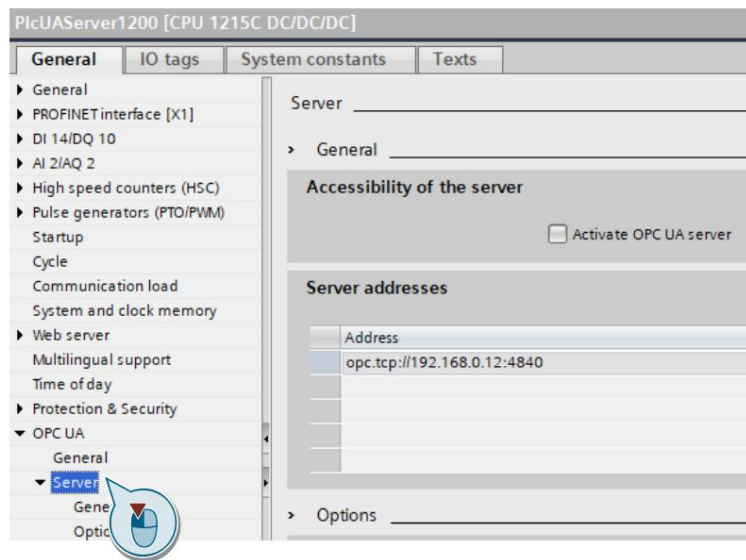 PlcUAServer1200 [CPU 1215C DC/DC/DC]
General IO tags System constants Texts
General
PROFINET interface [X1]
DI 14/DQ 10
AI 2/AQ 2
High speed counters (HSC)
Pulse generators (PTO/PWM)
Startup
Cycle
Communication load
System and clock memory
Web server
Multilingual support
Time of day
Protection & Security
OPC UA
General
Server
Gene
Optio
Server
General
Accessibility of the server
Activate OPC UA server
Server addresses
Address
opc.tcp://192.168.0.12:4840
Options